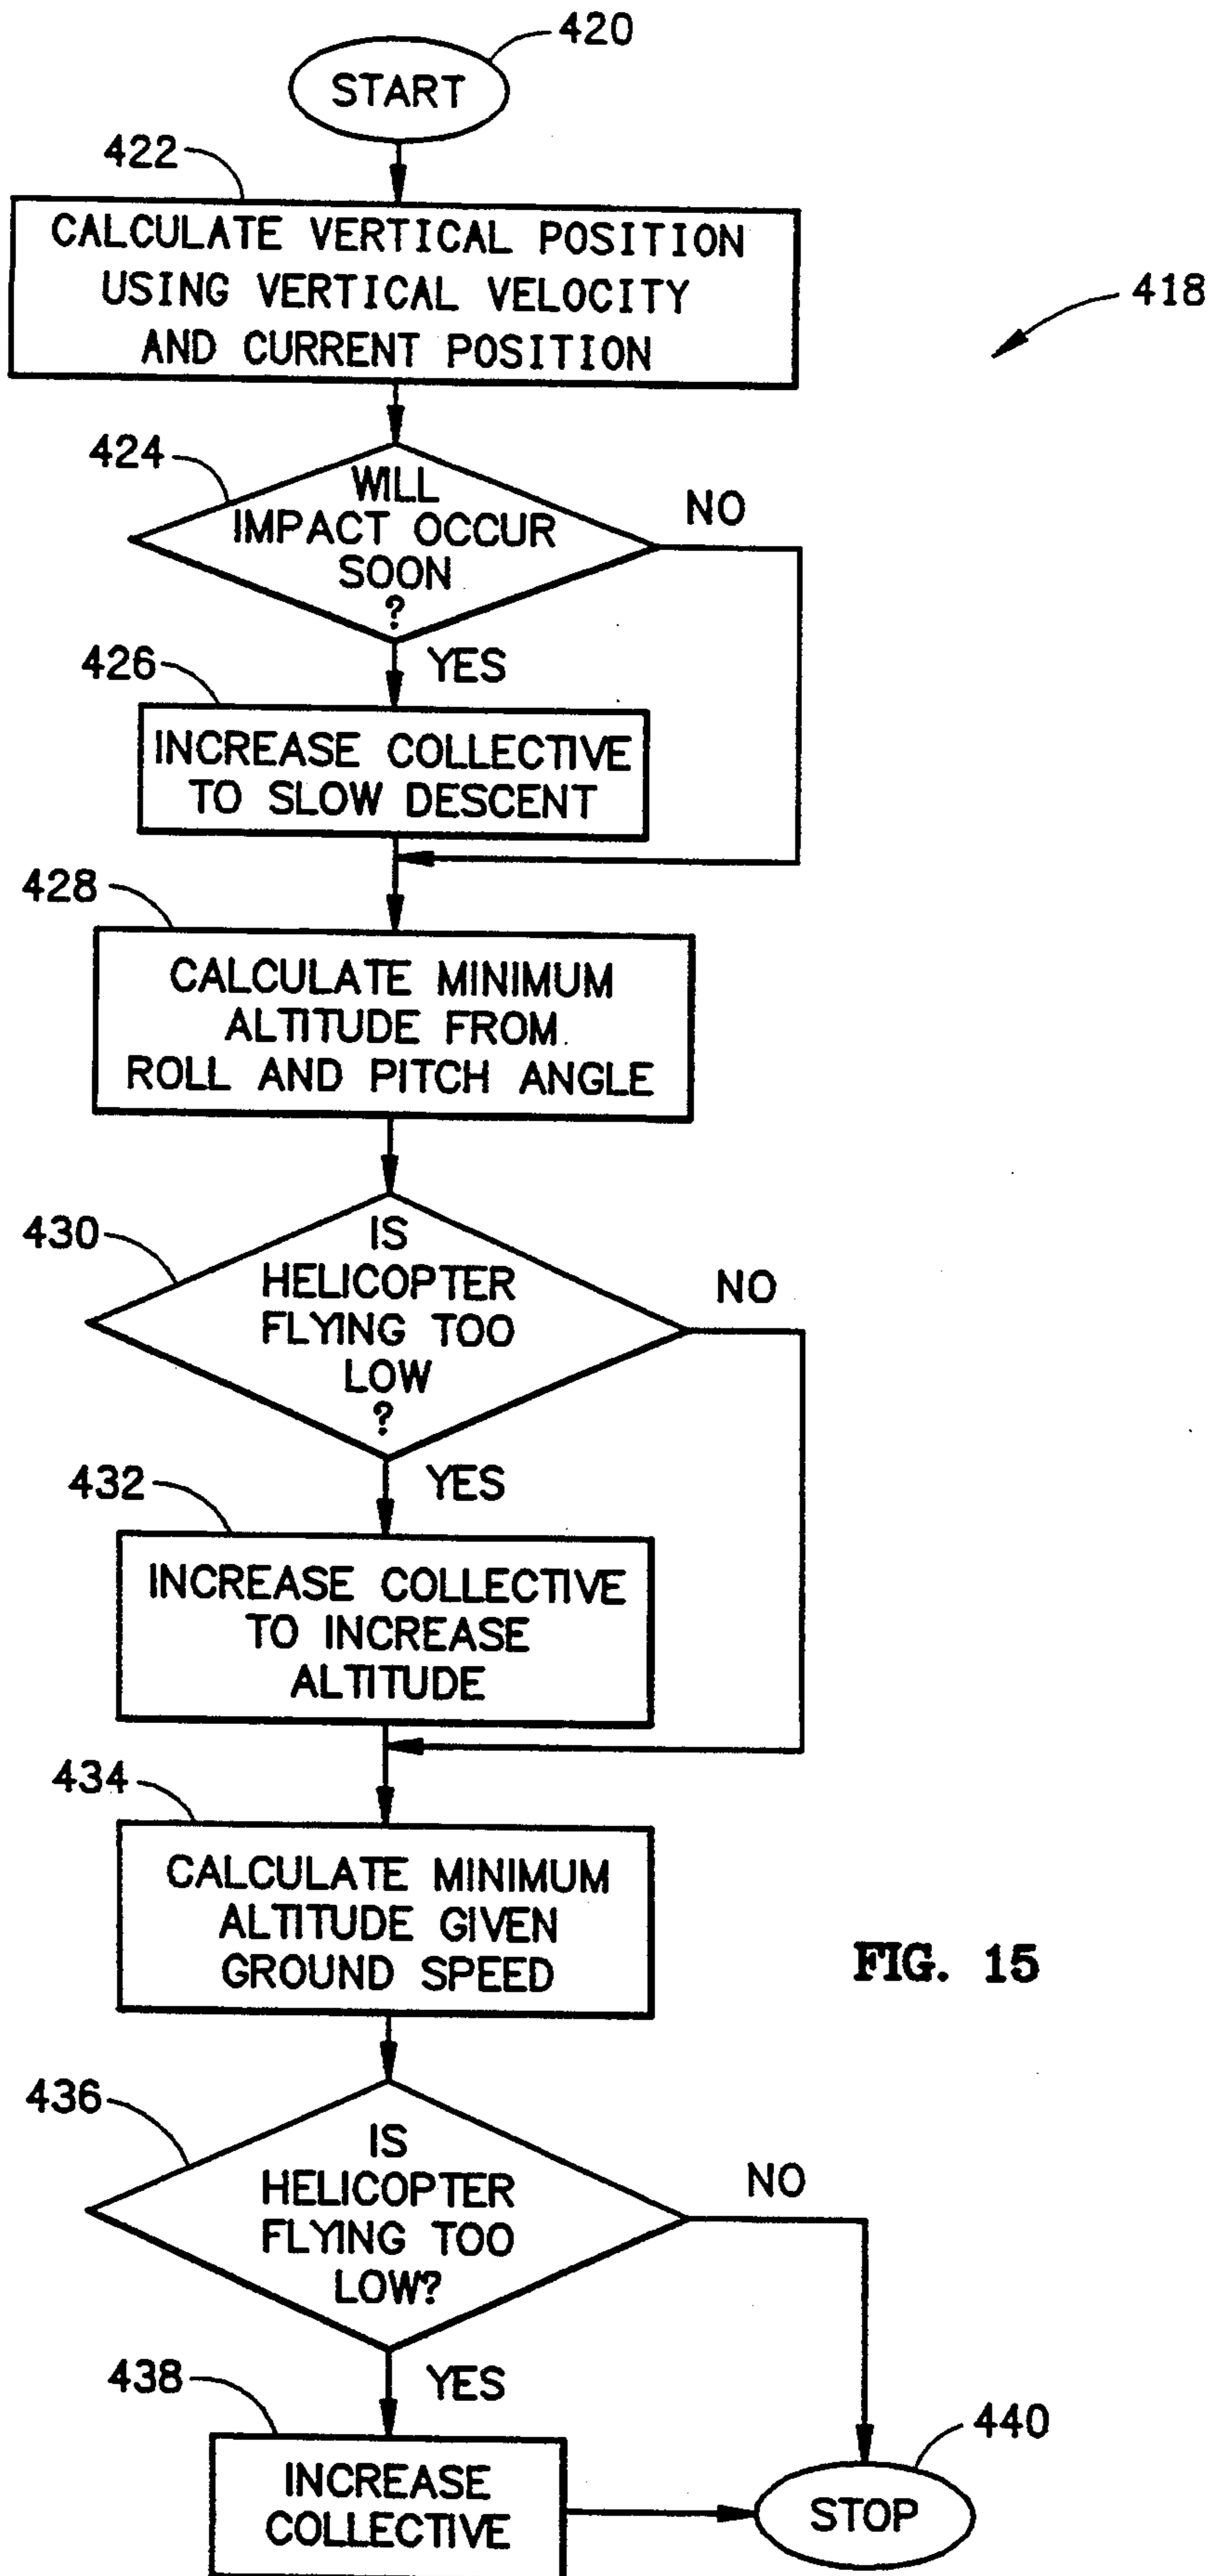 420
START
422
CALCULATE VERTICAL POSITION
USING VERTICAL VELOCITY
AND CURRENT POSITION
418
424
WILL
IMPACT OCCUR
SOON
?
NO
YES
426
INCREASE COLLECTIVE
TO SLOW DESCENT
428
CALCULATE MINIMUM
ALTITUDE FROM
ROLL AND PITCH ANGLE
430
IS
HELICOPTER
FLYING TOO
LOW
?
NO
YES
432
INCREASE COLLECTIVE
TO INCREASE
ALTITUDE
434
CALCULATE MINIMUM
ALTITUDE GIVEN
GROUND SPEED
FIG. 15
436
IS
HELICOPTER
FLYING TOO
LOW?
NO
YES
438
INCREASE
COLLECTIVE
440
STOP